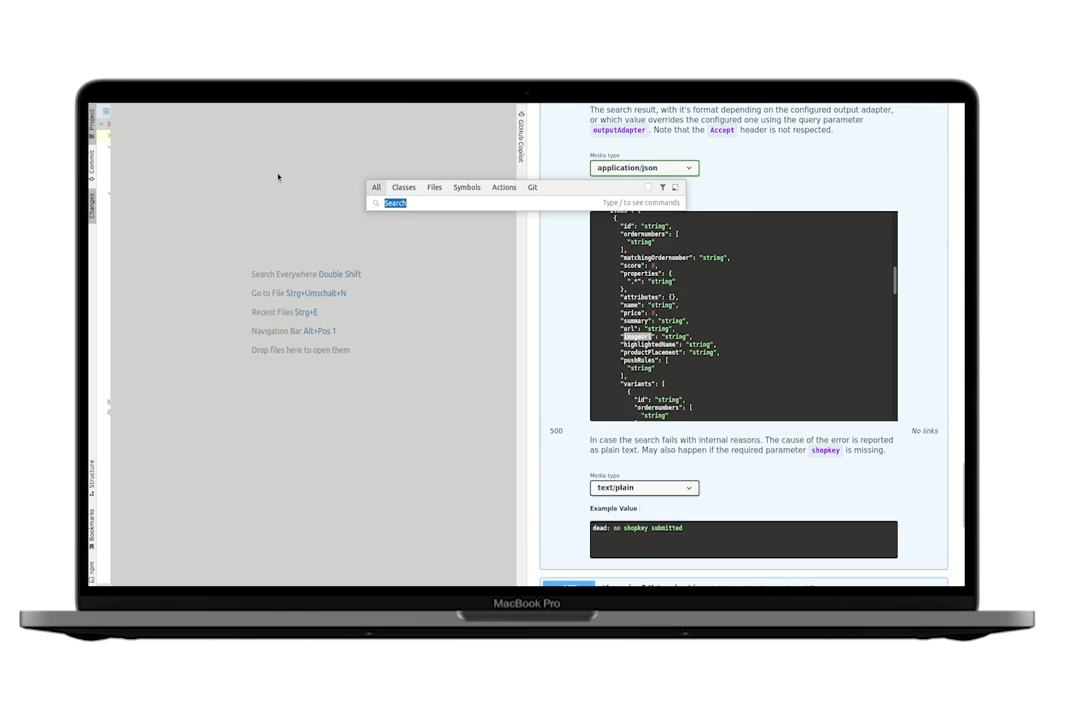 Project
Commit
Changes
Structure
Bookmarks
npm
Search Everywhere Double Shift
Go to File Strg+Umschalt+N
Recent Files Strg+E
Navigation Bar Alt+Pos 1
Drop files here to open them
GitHub Copilot
All Classes Files Symbols Actions Git
Search
Type / to see commands
The search result, with it's format depending on the configured output adapter,
or which value overrides the configured one using the query parameter
outputAdapter . Note that the Accept header is not respected.
Media type
application/json
{
"id": "string",
"ordernumbers": [
"string"
],
"matchingOrdernumber": "string",
"score": 0,
"properties": {
".*": "string"
},
"attributes": {},
"name": "string",
"price": 0,
"summary": "string",
"url": "string",
"imageUrl": "string",
"highlightedName": "string",
"productPlacement": "string",
"pushRules": [
"string"
],
"variants": [
{
"id": "string",
"ordernumbers": [
"string"
500
In case the search fails with internal reasons. The cause of the error is reported
as plain text. May also happen if the required parameter shopkey is missing.
No links
Media type
text/plain
Example Value
dead: no shopkey submitted
MacBook Pro